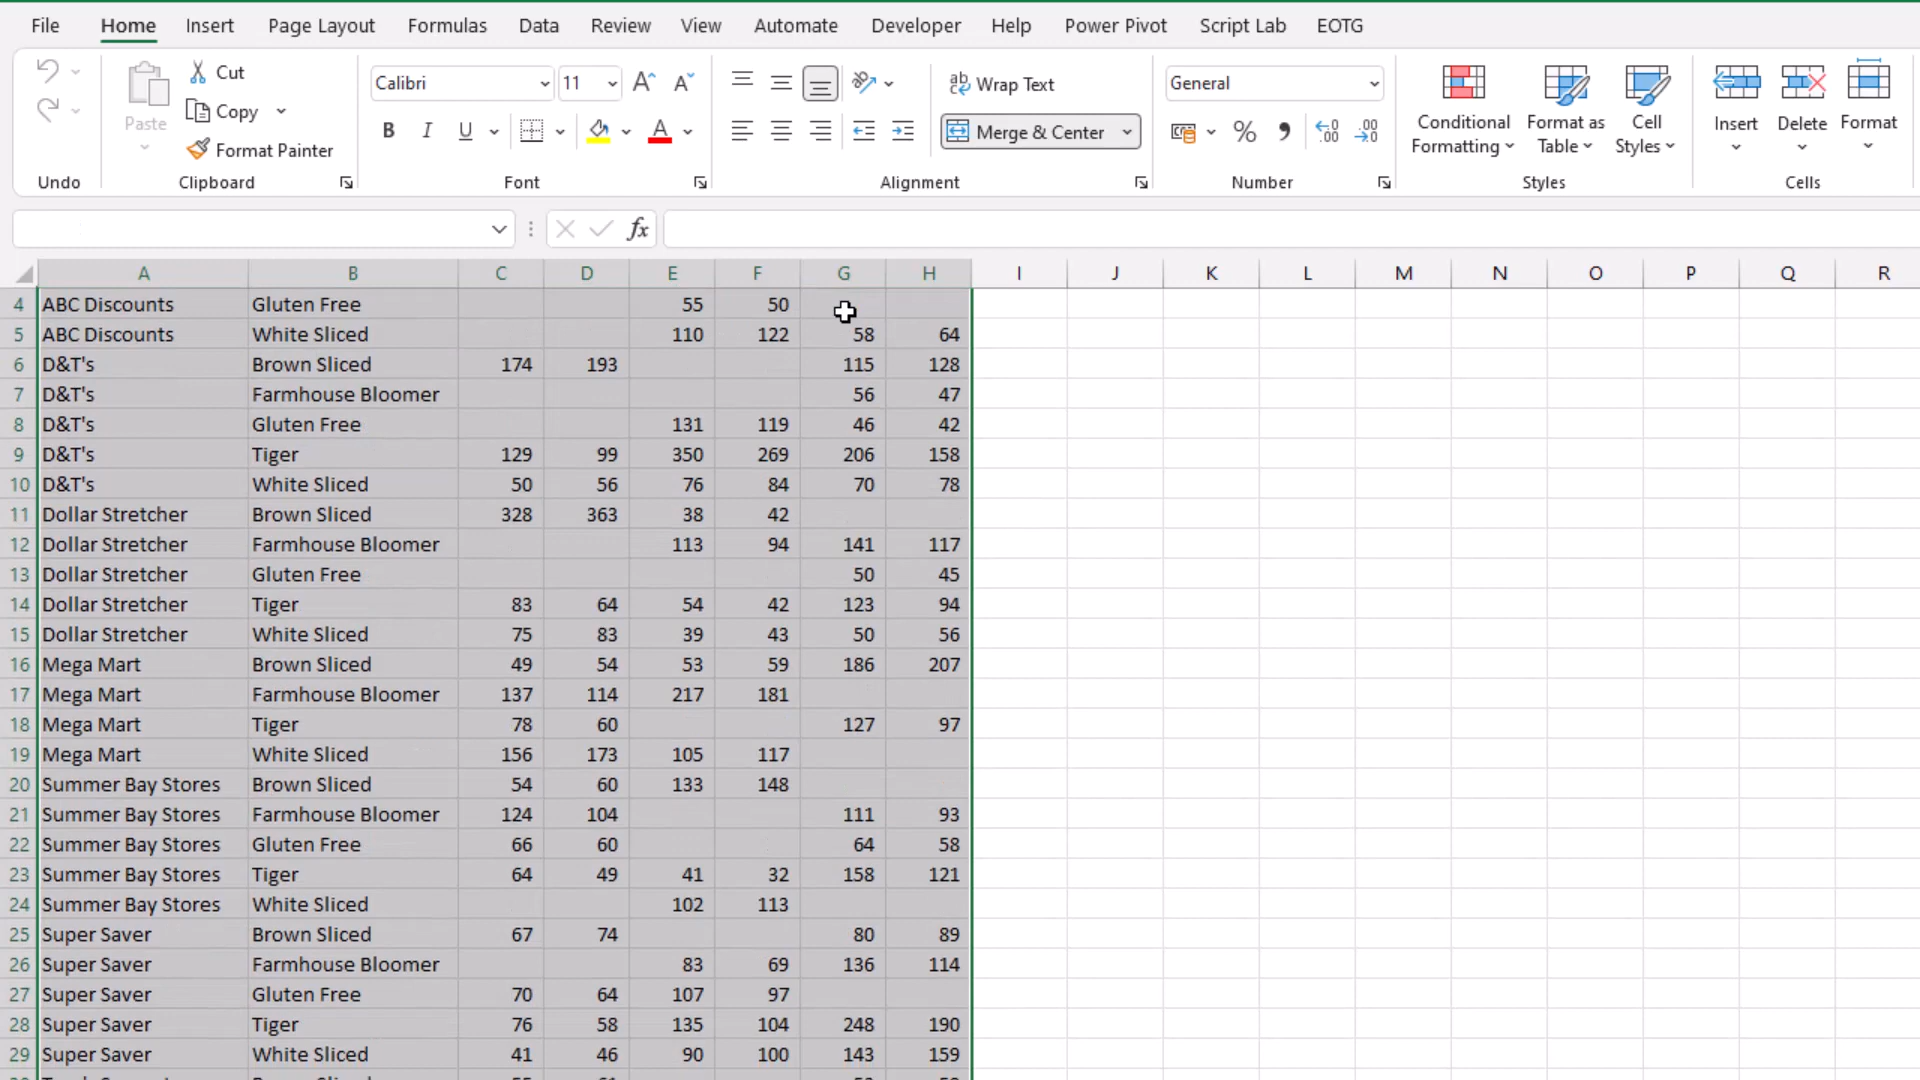 File Home Insert Page Layout Formulas Data Review View Automate Developer Help Power Pivot Script Lab EOTG
Paste
Cut
Copy
Format Painter
Calibri 11 A A
B I U A
ab Wrap Text
Merge & Center
General
% 9 .0 .00 .00 .0
Conditional Formatting
Format as Table
Cell Styles
Insert
Delete
Format
Undo Clipboard Font Alignment Number Styles Cells
fx
A B C D E F G H I J K L M N O P Q R
4 ABC Discounts Gluten Free 55 50
5 ABC Discounts White Sliced 110 122 58 64
6 D&T's Brown Sliced 174 193 115 128
7 D&T's Farmhouse Bloomer 56 47
8 D&T's Gluten Free 131 119 46 42
9 D&T's Tiger 129 99 350 269 206 158
10 D&T's White Sliced 50 56 76 84 70 78
11 Dollar Stretcher Brown Sliced 328 363 38 42
12 Dollar Stretcher Farmhouse Bloomer 113 94 141 117
13 Dollar Stretcher Gluten Free 50 45
14 Dollar Stretcher Tiger 83 64 54 42 123 94
15 Dollar Stretcher White Sliced 75 83 39 43 50 56
16 Mega Mart Brown Sliced 49 54 53 59 186 207
17 Mega Mart Farmhouse Bloomer 137 114 217 181
18 Mega Mart Tiger 78 60 127 97
19 Mega Mart White Sliced 156 173 105 117
20 Summer Bay Stores Brown Sliced 54 60 133 148
21 Summer Bay Stores Farmhouse Bloomer 124 104 111 93
22 Summer Bay Stores Gluten Free 66 60 64 58
23 Summer Bay Stores Tiger 64 49 41 32 158 121
24 Summer Bay Stores White Sliced 102 113
25 Super Saver Brown Sliced 67 74 80 89
26 Super Saver Farmhouse Bloomer 83 69 136 114
27 Super Saver Gluten Free 70 64 107 97
28 Super Saver Tiger 76 58 135 104 248 190
29 Super Saver White Sliced 41 46 90 100 143 159